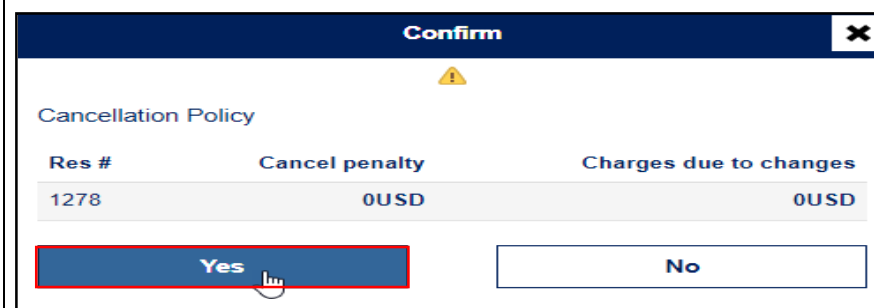 Confirm
Cancellation Policy
Res # Cancel penalty Charges due to changes
1278 0USD 0USD
Yes No